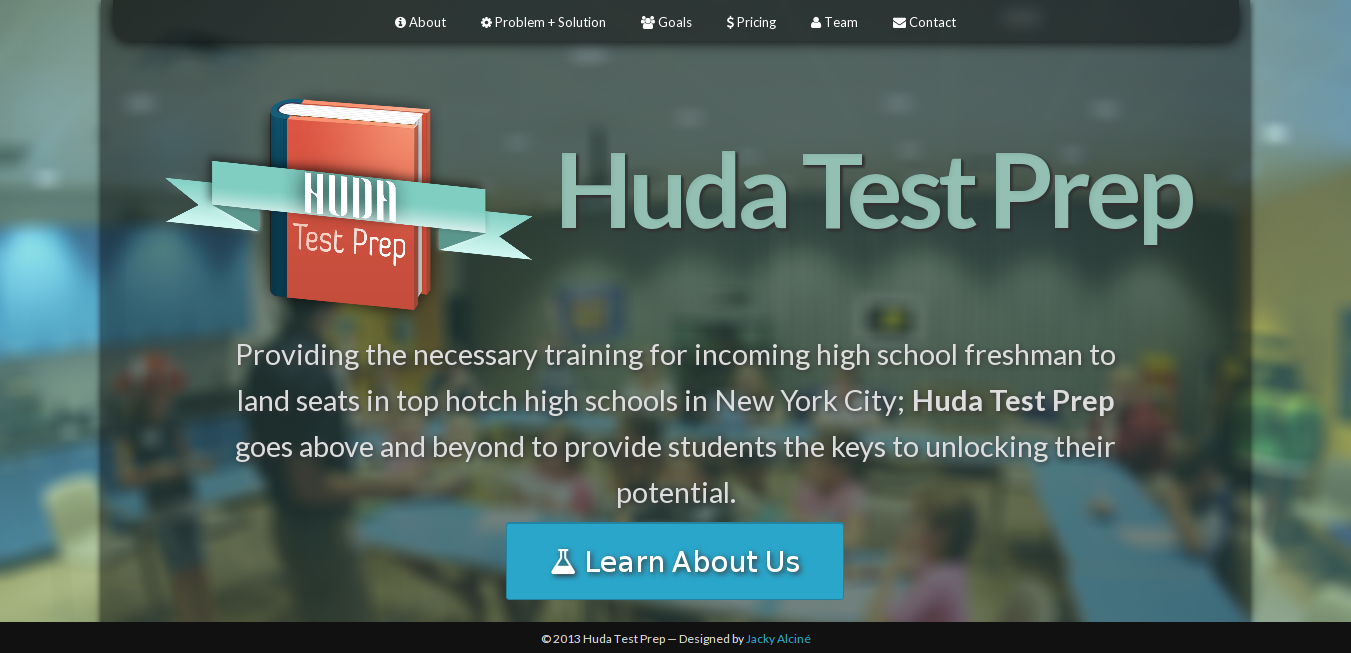 About Problem + Solution Goals Pricing Team Contact
HUDA
Test Prep
Huda Test Prep
Providing the necessary training for incoming high school freshman to
land seats in top hotch high schools in New York City; Huda Test Prep
goes above and beyond to provide students the keys to unlocking their
potential.
Learn About Us
© 2013 Huda Test Prep — Designed by Jacky Alciné